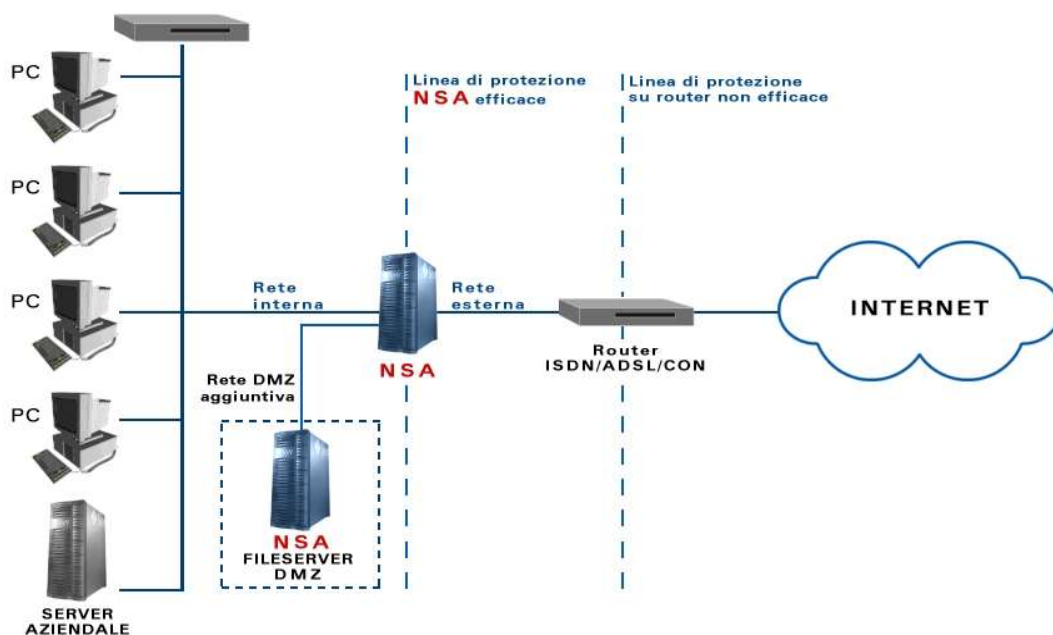 PC
PC
PC
PC
SERVER
AZIENDALE
Linea di protezione
NSA efficace
Linea di protezione
su router non efficace
Rete
interna
Rete
esterna
NSA
Router
ISDN/ADSL/CON
INTERNET
Rete DMZ
aggiuntiva
NSA
FILESERVER
DMZ